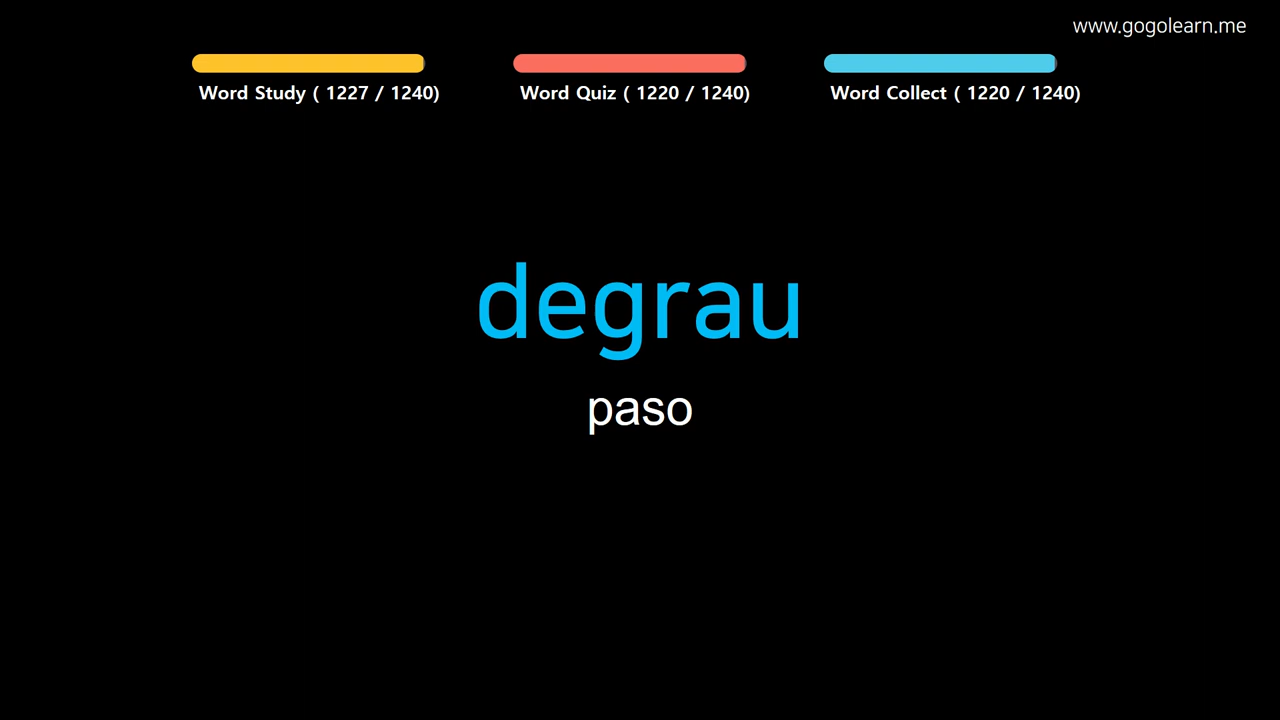 www.gogolearn.me
Word Study ( 1227 / 1240)
Word Quiz ( 1220 / 1240)
Word Collect ( 1220 / 1240)
degrau
paso